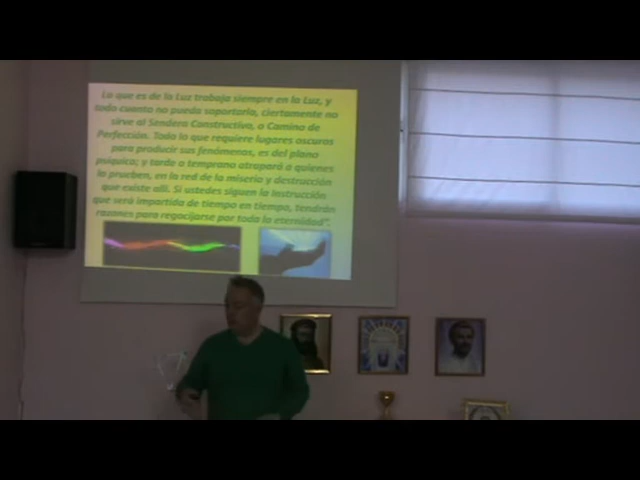 Lo que es de la Luz trabaja siempre en la Luz, y
todo cuanto no pueda soportarla, ciertamente no
sirve al Sendero Constructivo, o Camino de
Perfección. Todo lo que requiere lugares oscuros
para producir sus fenómenos, es del plano
psíquico; y tarde o temprano atrapará a quienes
lo prueben, en la red de la miseria y destrucción
que existe allí. Si ustedes siguen la Instrucción
que será impartida de tiempo en tiempo, tendrán
razones para regocijarse por toda la eternidad".